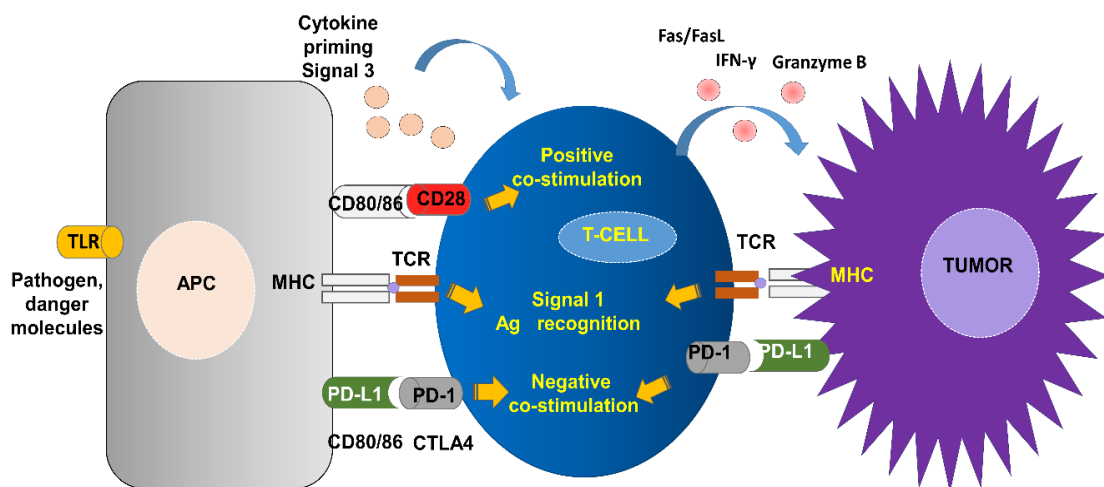 Cytokine
priming
Signal 3
Fas/FasL
IFN-γ
Granzyme B
Positive
co-stimulation
CD80/86
CD28
T-CELL
TLR
Pathogen,
danger
molecules
APC
MHC
TCR
Signal 1
Ag recognition
TCR
MHC
TUMOR
PD-1
PD-L1
PD-L1
PD-1
Negative
co-stimulation
CD80/86
CTLA4